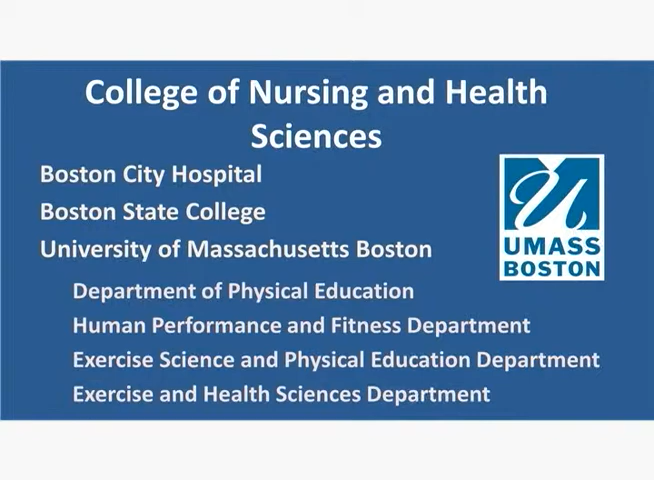 College of Nursing and Health
Sciences
Boston City Hospital
Boston State College
University of Massachusetts Boston
UMASS
BOSTON
Department of Physical Education
Human Performance and Fitness Department
Exercise Science and Physical Education Department
Exercise and Health Sciences Department